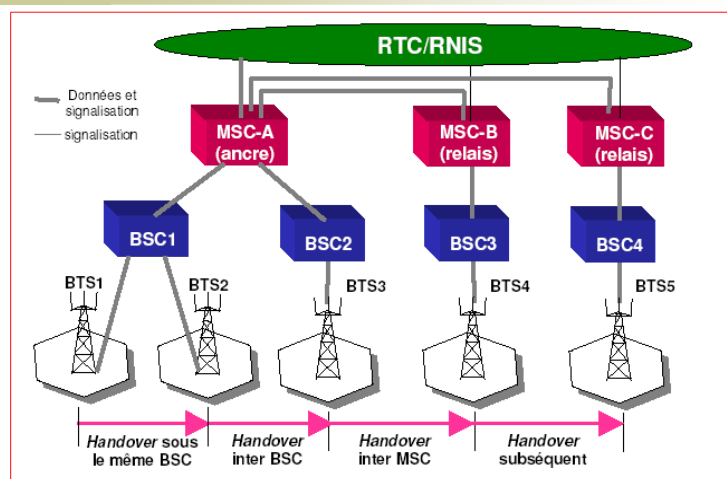 RTC/RNIS
Données et
signalisation
signalisation
MSC-A
(ancre)
MSC-B
(relais)
MSC-C
(relais)
BSC1
BSC2
BSC3
BSC4
BTS1
BTS2
BTS3
BTS4
BTS5
Handover sous
le même BSC
Handover
inter BSC
Handover
inter MSC
Handover
subséquent